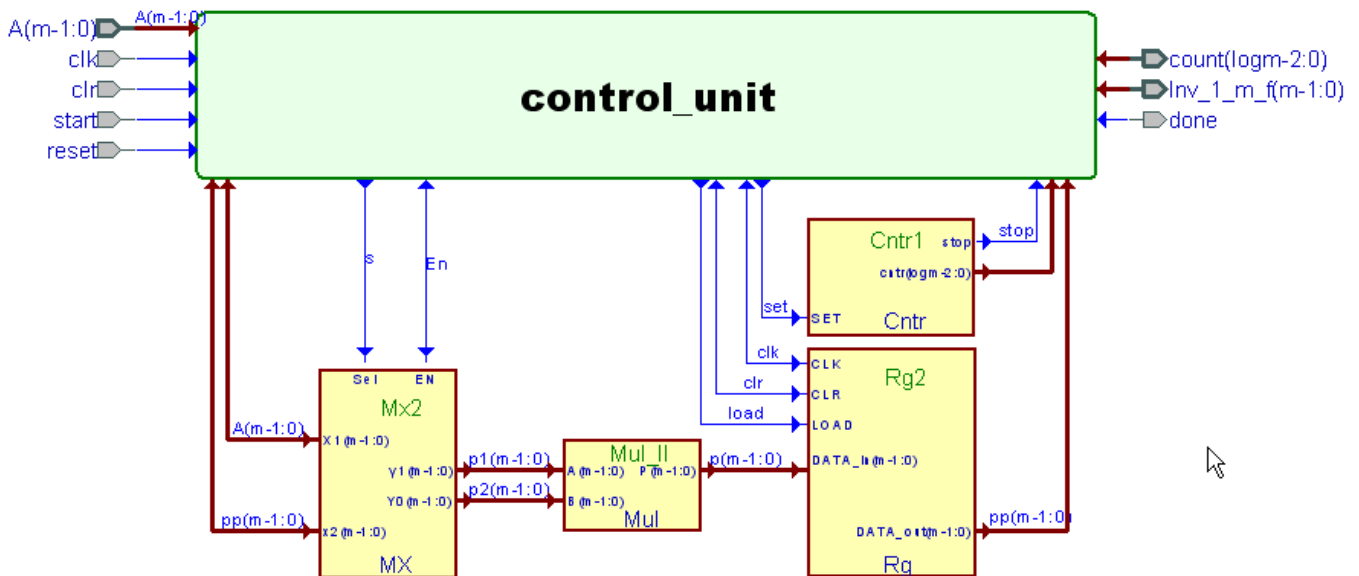 A(m-1:0)
A(m-1:0)
clk
clr
start
reset
control_unit
count(logm-2:0)
Inv_1_m_f(m-1:0)
done
s
En
set
stop
Cntr1
stop
cntr(logm-2:0)
SET
Cntr
clk
clr
load
CLK
Rg2
CLR
LOAD
DATA_In(m-1:0)
DATA_out(m-1:0)
Rg
pp(m-1:0)
Sel EN
Mx2
A(m-1:0)
X1(m-1:0)
Y1(m-1:0)
Y0(m-1:0)
pp(m-1:0)
x2(m-1:0)
MX
p1(m-1:0)
p2(m-1:0)
Mul_II
A(m-1:0) P(m-1:0)
B(m-1:0)
Mul
p(m-1:0)